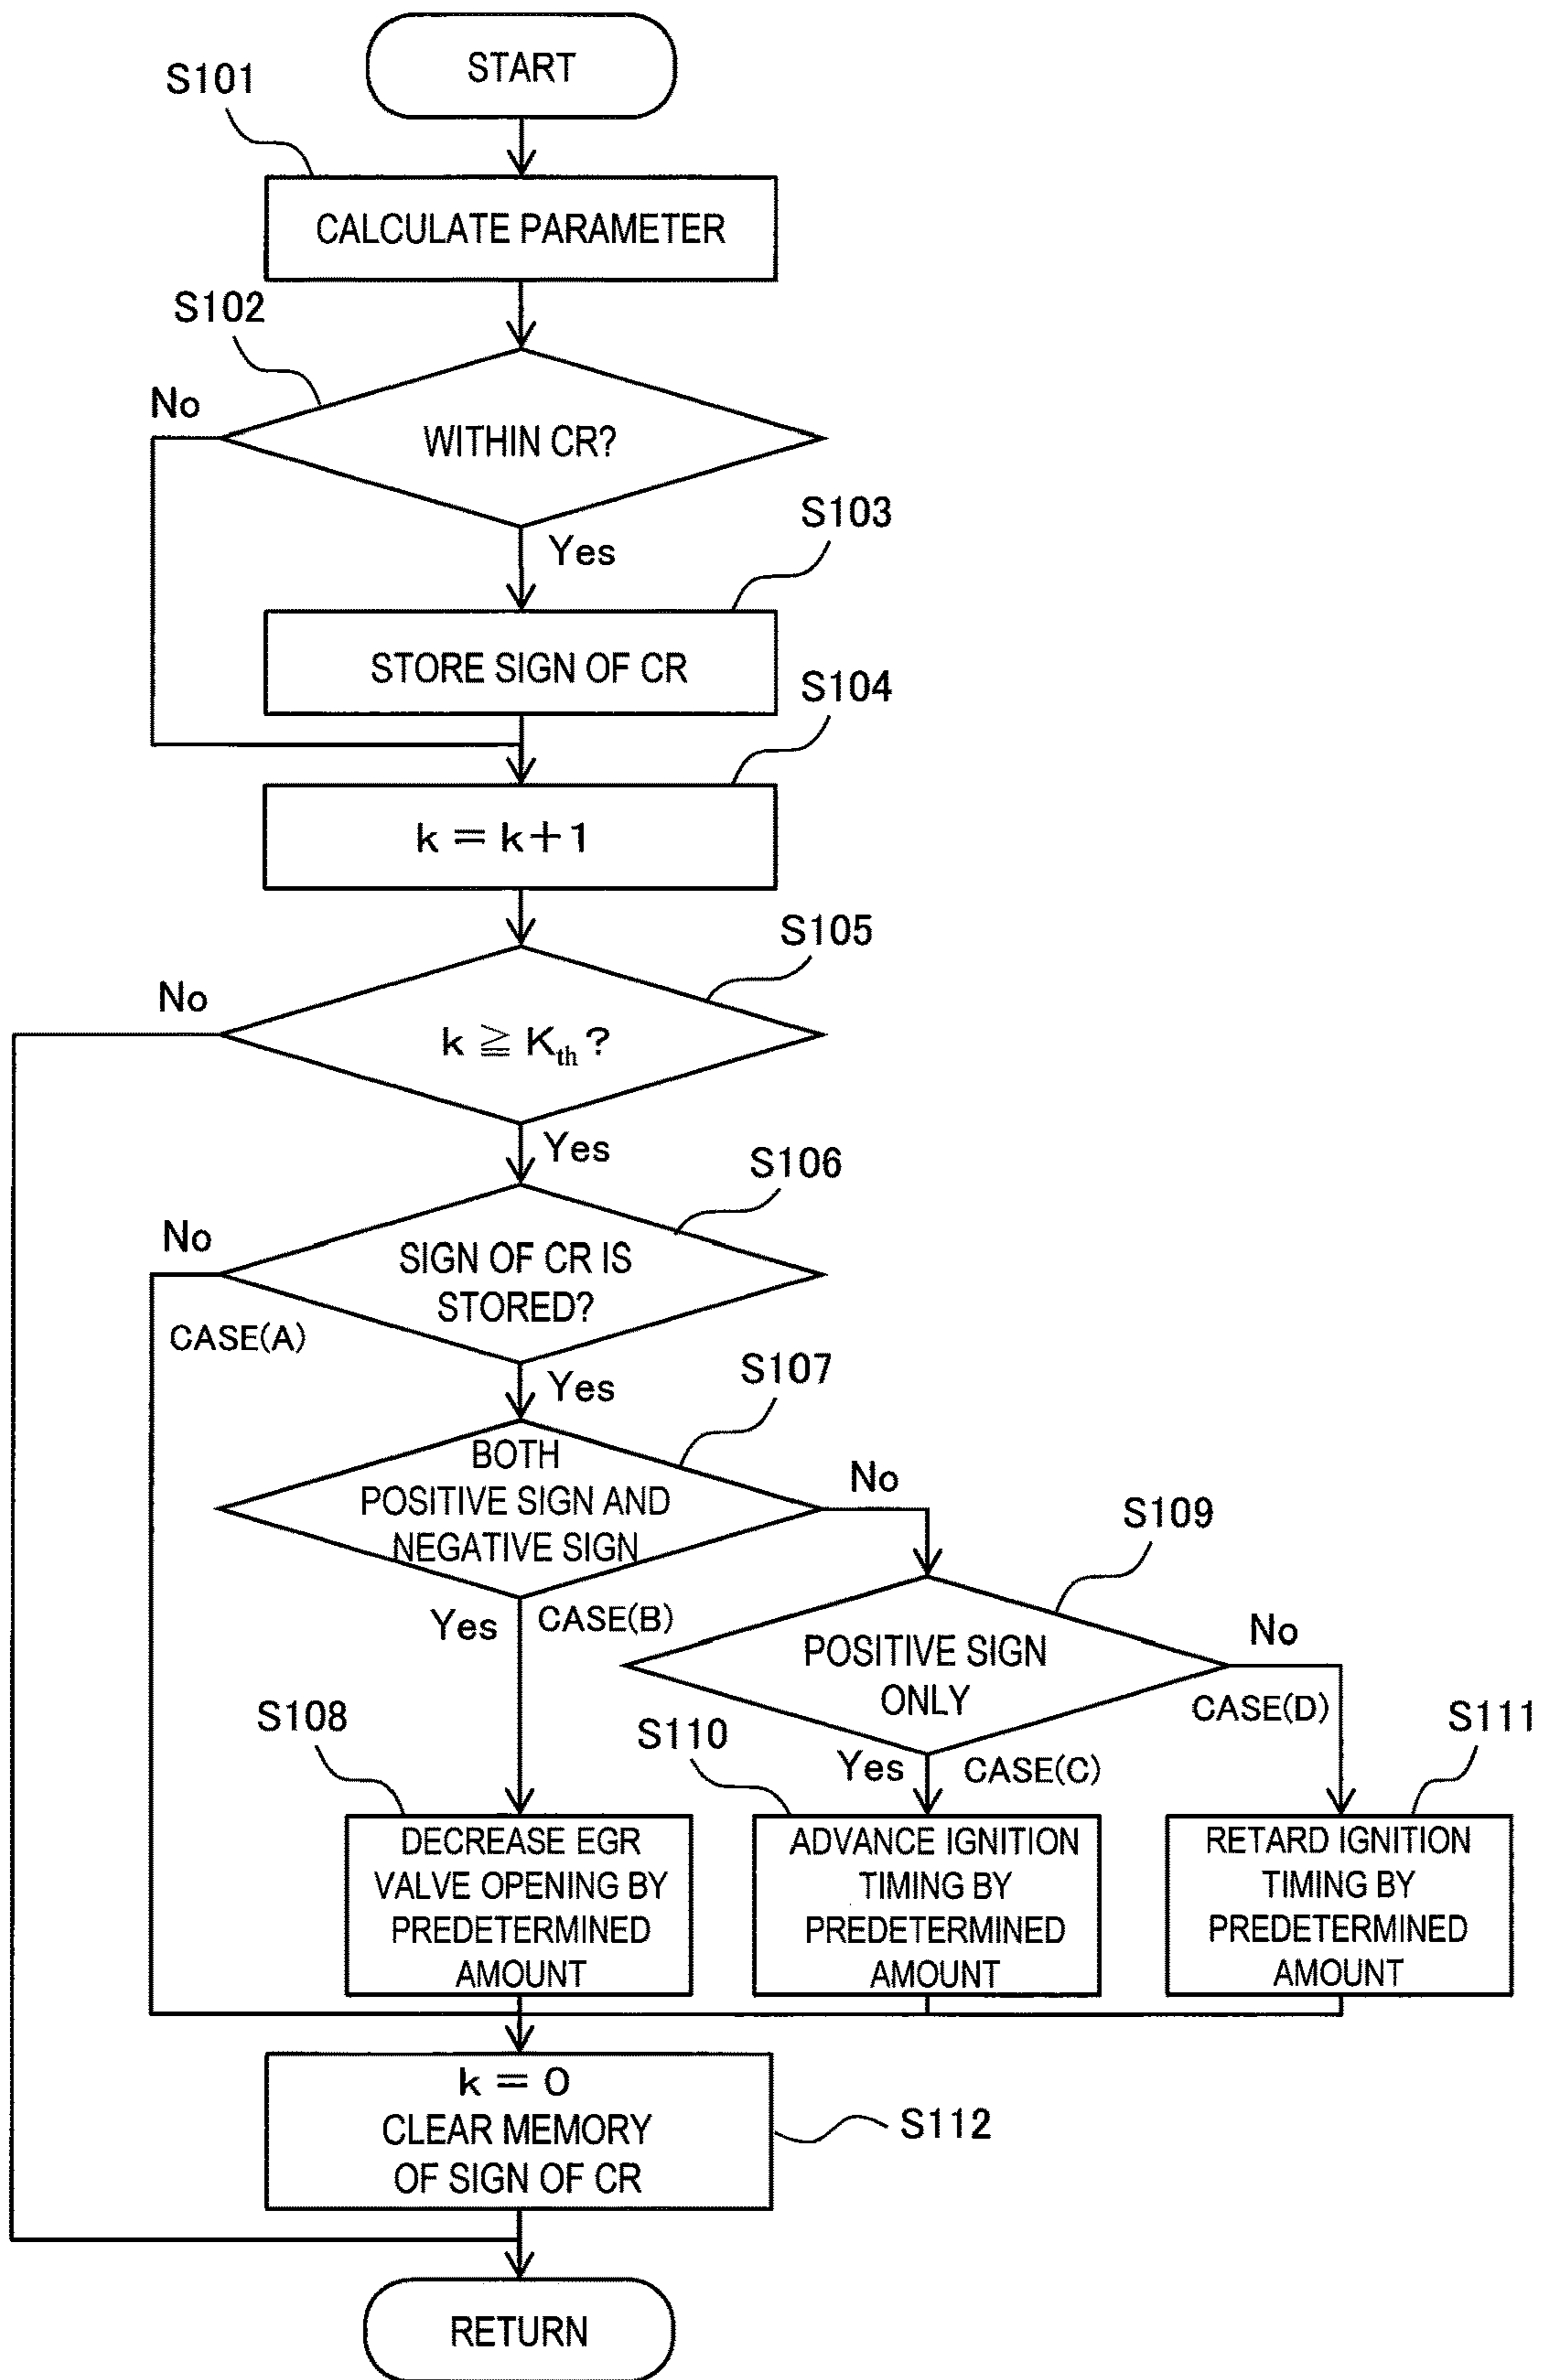 START
S101
CALCULATE PARAMETER
S102
No
WITHIN CR?
Yes
S103
STORE SIGN OF CR
S104
k = k+1
S105
No
k ≧ Kth ?
Yes
S106
No
SIGN OF CR IS
STORED?
CASE(A)
Yes
S107
BOTH
POSITIVE SIGN AND
NEGATIVE SIGN
No
S109
Yes
CASE(B)
POSITIVE SIGN
ONLY
No
CASE(D)
S108
S110
Yes
CASE(C)
S111
DECREASE EGR
VALVE OPENING BY
PREDETERMINED
AMOUNT
ADVANCE IGNITION
TIMING BY
PREDETERMINED
AMOUNT
RETARD IGNITION
TIMING BY
PREDETERMINED
AMOUNT
k = 0
CLEAR MEMORY
OF SIGN OF CR
S112
RETURN